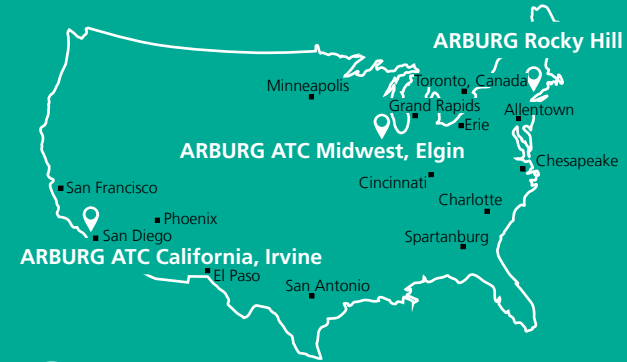 ARBURG Rocky Hill
Minneapolis
Toronto, Canada
Grand Rapids
Allentown
Erie
ARBURG ATC Midwest, Elgin
Chesapeake
Cincinnati
San Francisco
Charlotte
Phoenix
San Diego
Spartanburg
ARBURG ATC California, Irvine
El Paso
San Antonio